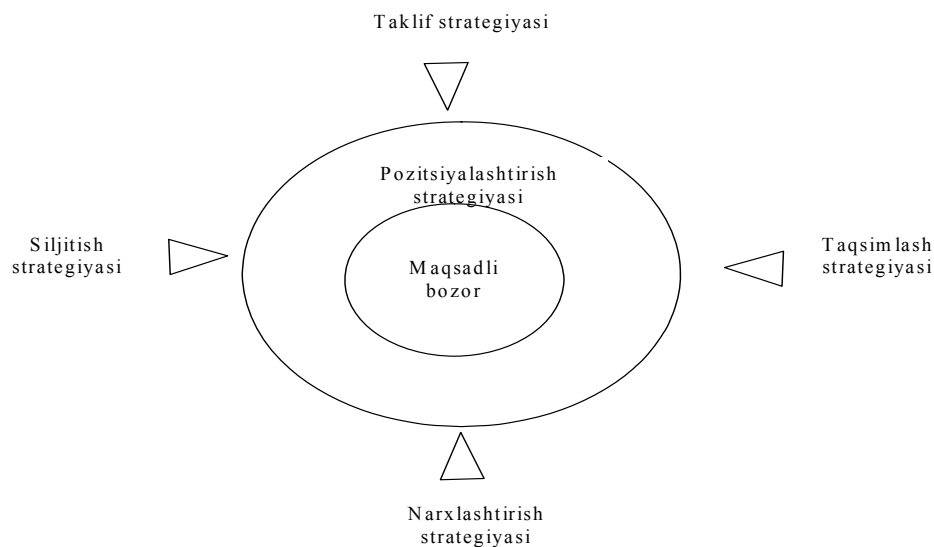 Taklif strategiyasi
Pozitsiyalashtirish
strategiyasi
Siljitish
strategiyasi
Maqsadli
bozor
Taqsimlash
strategiyasi
Narxlashtirish
strategiyasi